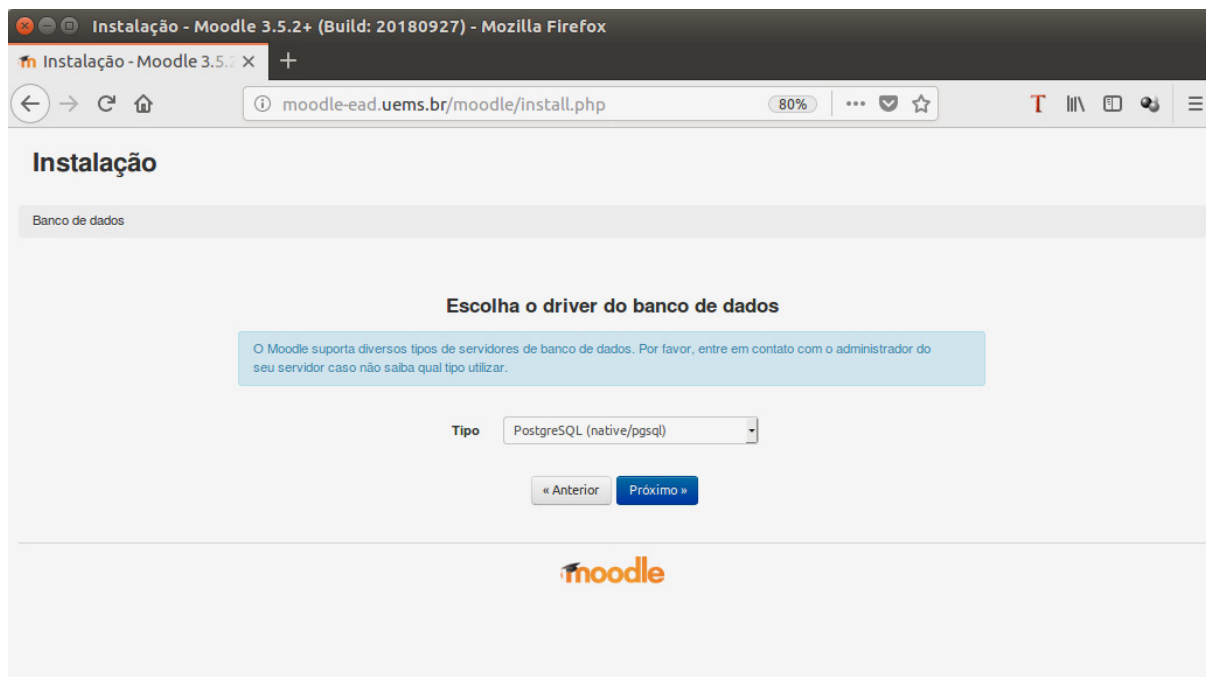 Instalação - Moodle 3.5.2+ (Build: 20180927) - Mozilla Firefox
Instalação - Moodle 3.5.2
moodle-ead.uems.br/moodle/install.php
80%
T
Instalação
Banco de dados
Escolha o driver do banco de dados
O Moodle suporta diversos tipos de servidores de banco de dados. Por favor, entre em contato com o administrador do
seu servidor caso não saiba qual tipo utilizar.
Tipo
PostgreSQL (native/pgsql)
« Anterior
Próximo »
moodle